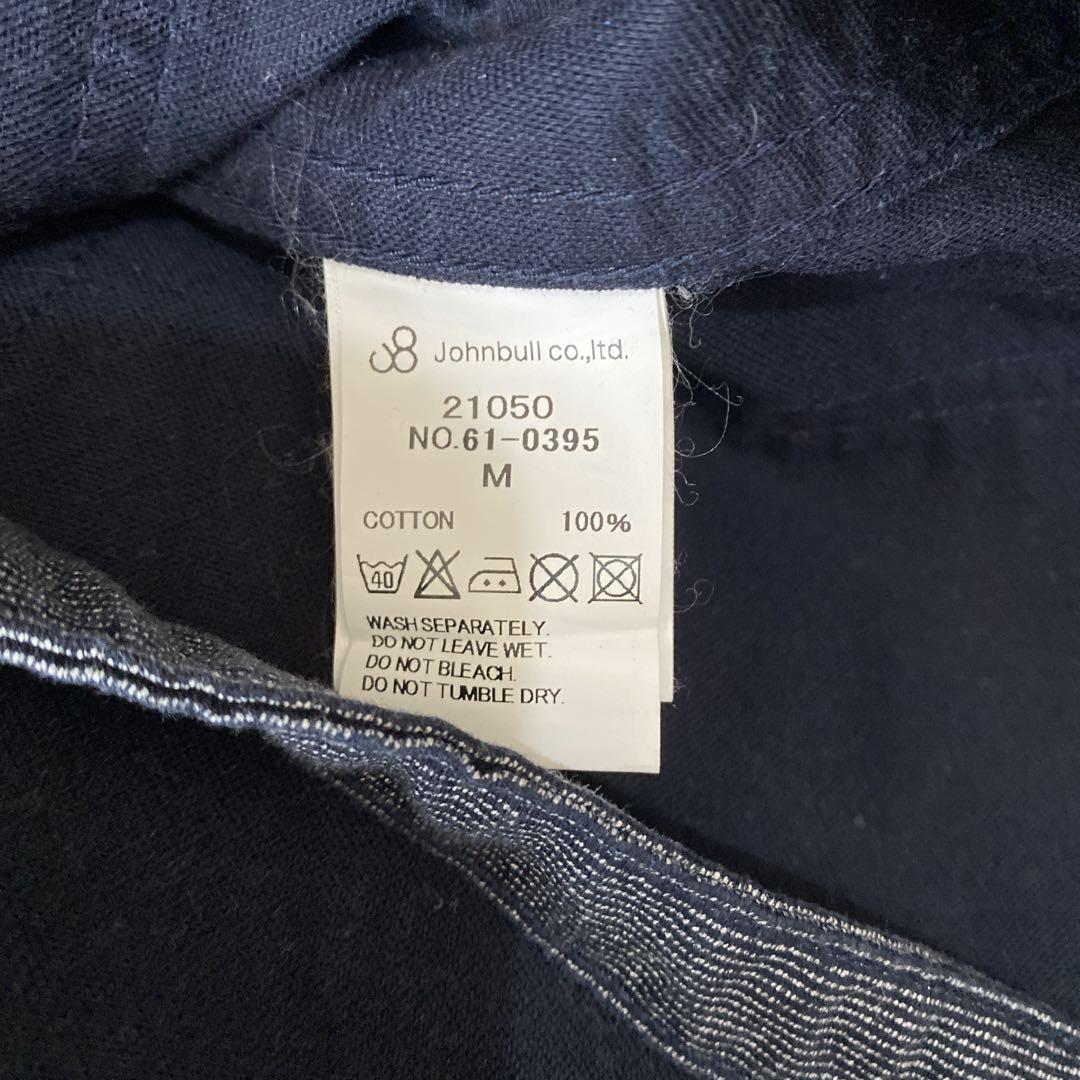 Johnbull co.,ltd.
21050
NO.61-0395
M
COTTON 100%
40
WASH SEPARATELY.
DO NOT LEAVE WET.
DO NOT BLEACH.
DO NOT TUMBLE DRY.